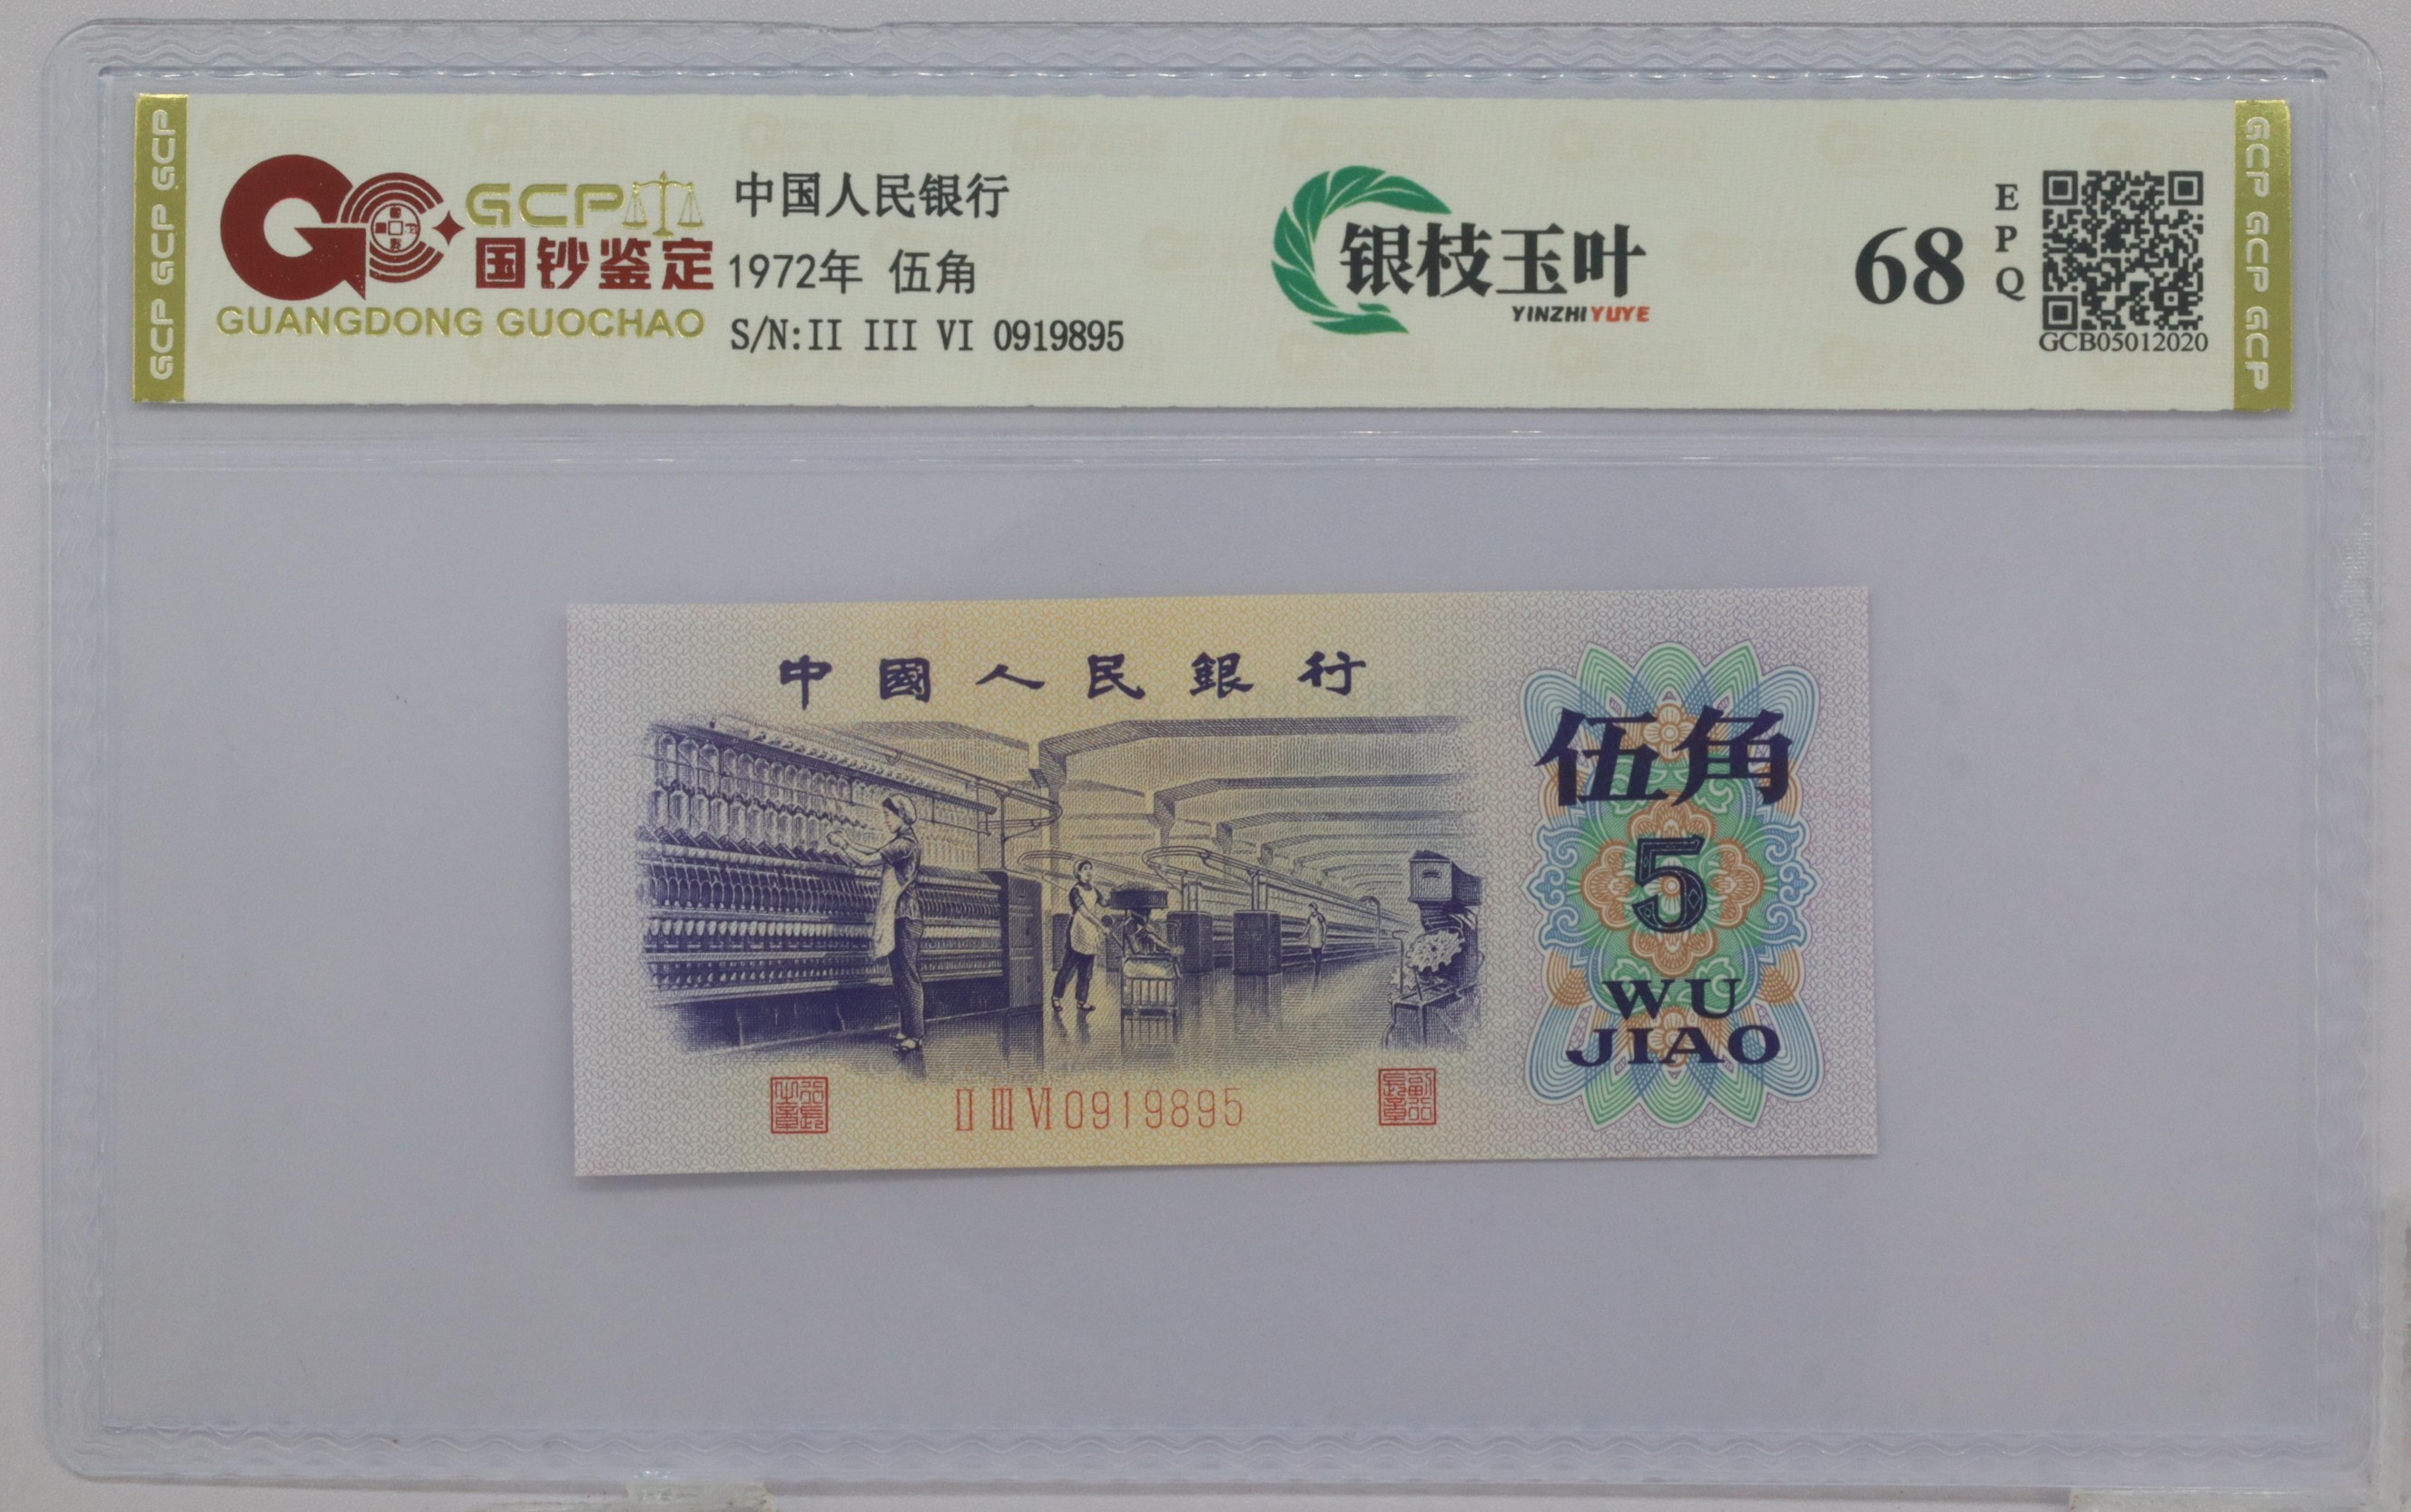 GCP GCP GCP
GCP
国钞鉴定
GUANGDONG GUOCHAO
中国人民银行
1972年 伍角
S/N:II III VI 0919895
银枝玉叶
YINZHIYUYE
68
EPQ
GCB05012020
GCP GCP GCP
中國人民銀行
伍角
5
WU
JIAO
II III VI 0919895